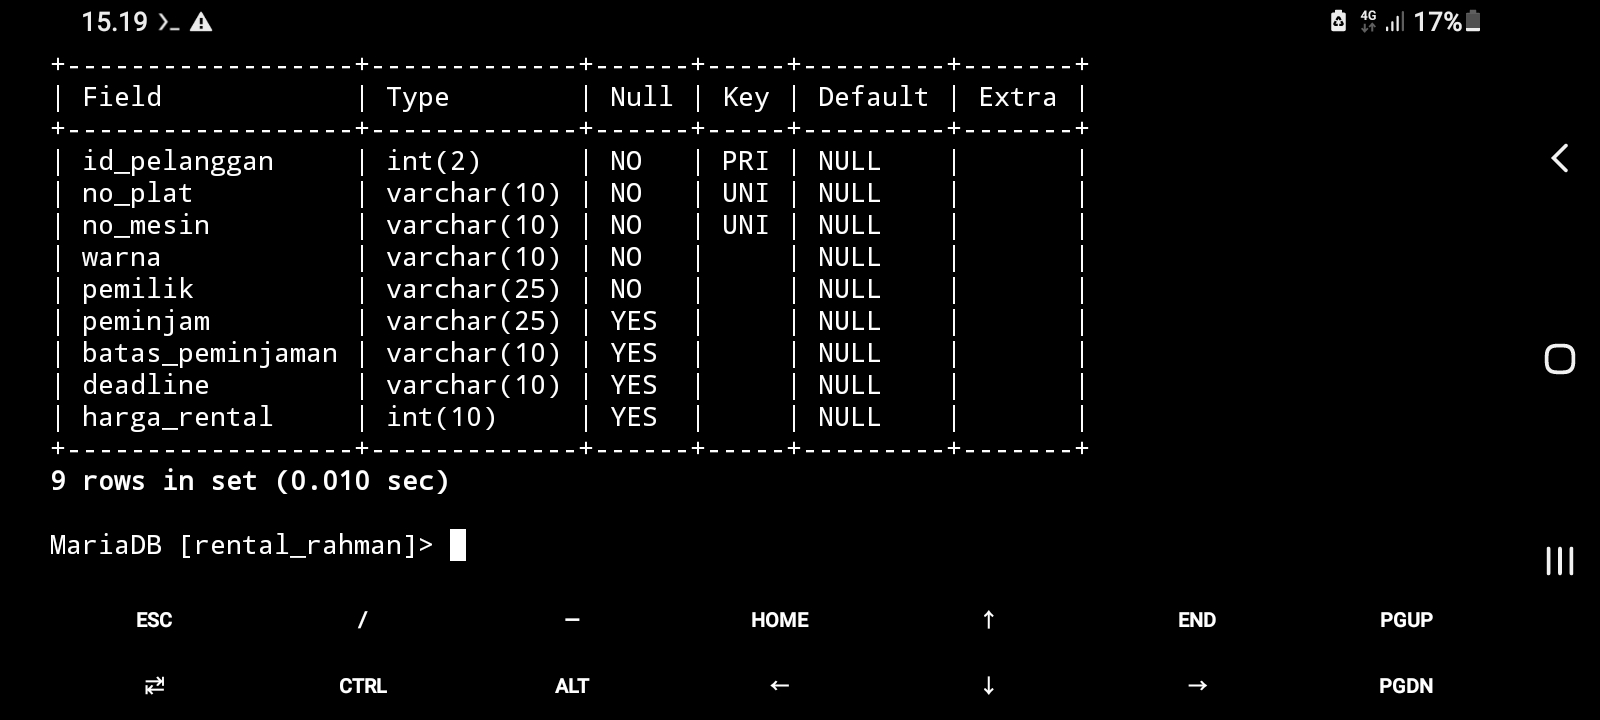 15.19 17%
4G
+------------------+-------------+------+-----+---------+-------+
| Field            | Type        | Null | Key | Default | Extra |
+------------------+-------------+------+-----+---------+-------+
| id_pelanggan     | int(2)      | NO   | PRI | NULL    |       |
| no_plat          | varchar(10) | NO   | UNI | NULL    |       |
| no_mesin         | varchar(10) | NO   | UNI | NULL    |       |
| warna            | varchar(10) | NO   |     | NULL    |       |
| pemilik          | varchar(25) | NO   |     | NULL    |       |
| peminjam         | varchar(25) | YES  |     | NULL    |       |
| batas_peminjaman | varchar(10) | YES  |     | NULL    |       |
| deadline         | varchar(10) | YES  |     | NULL    |       |
| harga_rental     | int(10)     | YES  |     | NULL    |       |
+------------------+-------------+------+-----+---------+-------+
9 rows in set (0.010 sec)
MariaDB [rental_rahman]>
ESC / — HOME ↑ END PGUP
⇄ CTRL ALT ← ↓ → PGDN